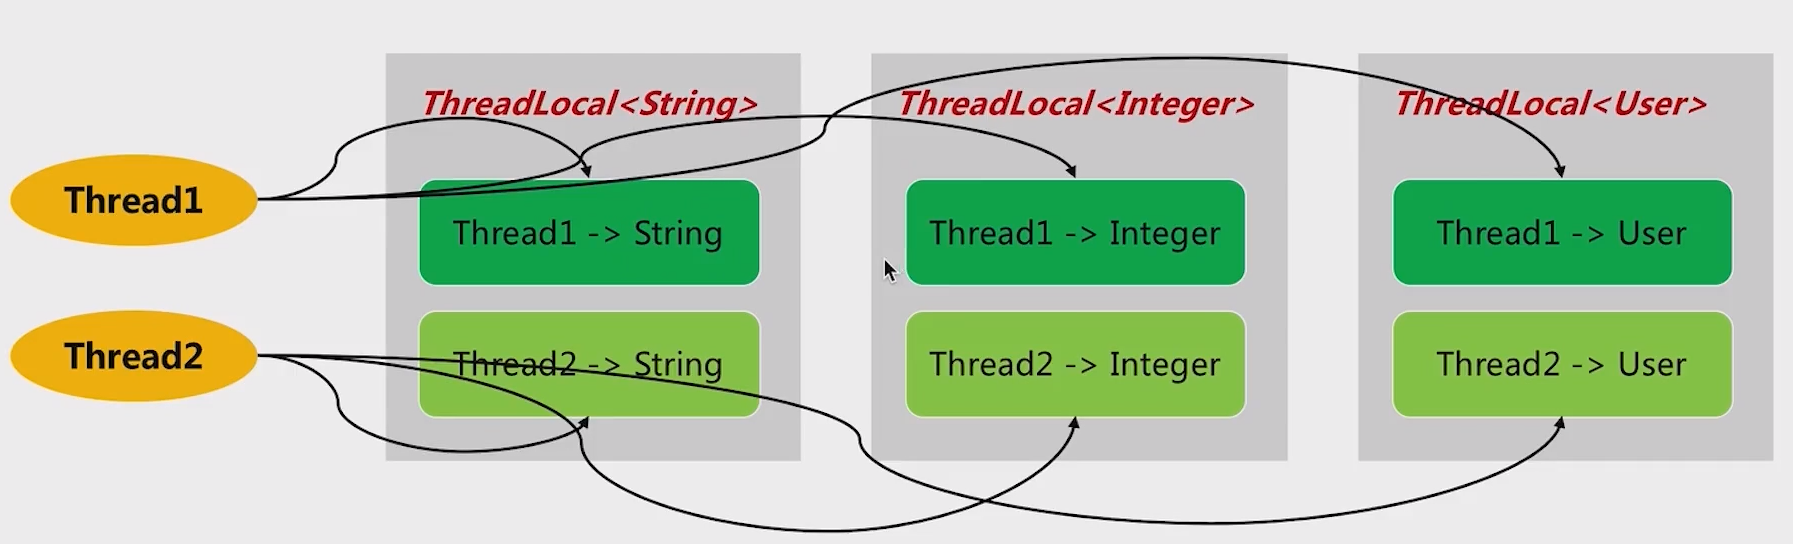 ThreadLocal<String>
ThreadLocal<Integer>
ThreadLocal<User>
Thread1
Thread1 -> String
Thread1 -> Integer
Thread1 -> User
Thread2
Thread2 -> String
Thread2 -> Integer
Thread2 -> User